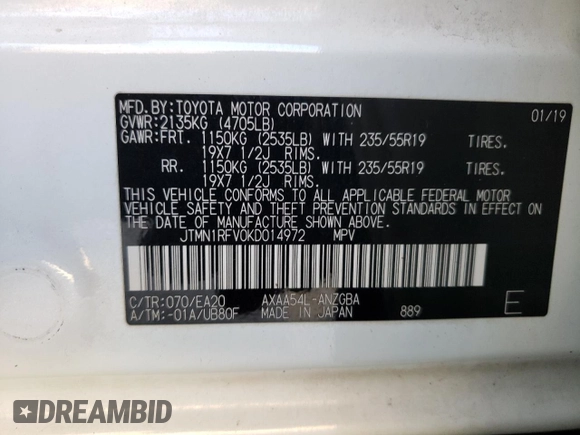 MFD.BY:TOYOTA MOTOR CORPORATION 01/19
GVWR:2135KG (4705LB)
GAWR:FRT. 1150KG (2535LB) WITH 235/55R19 TIRES.
19X7 1/2J RIMS.
RR. 1150KG (2535LB) WITH 235/55R19 TIRES.
19X7 1/2J RIMS.
THIS VEHICLE CONFORMS TO ALL APPLICABLE FEDERAL MOTOR
VEHICLE SAFETY AND THEFT PREVENTION STANDARDS IN EFFECT ON
THE DATE OF MANUFACTURE SHOWN ABOVE.
JTMN1RFV0KD014972 MPV
C/TR:070/EA20 AXAA54L-ANZGBA
A/TM:-01A/UB80F MADE IN JAPAN 889 E
DREAMBID